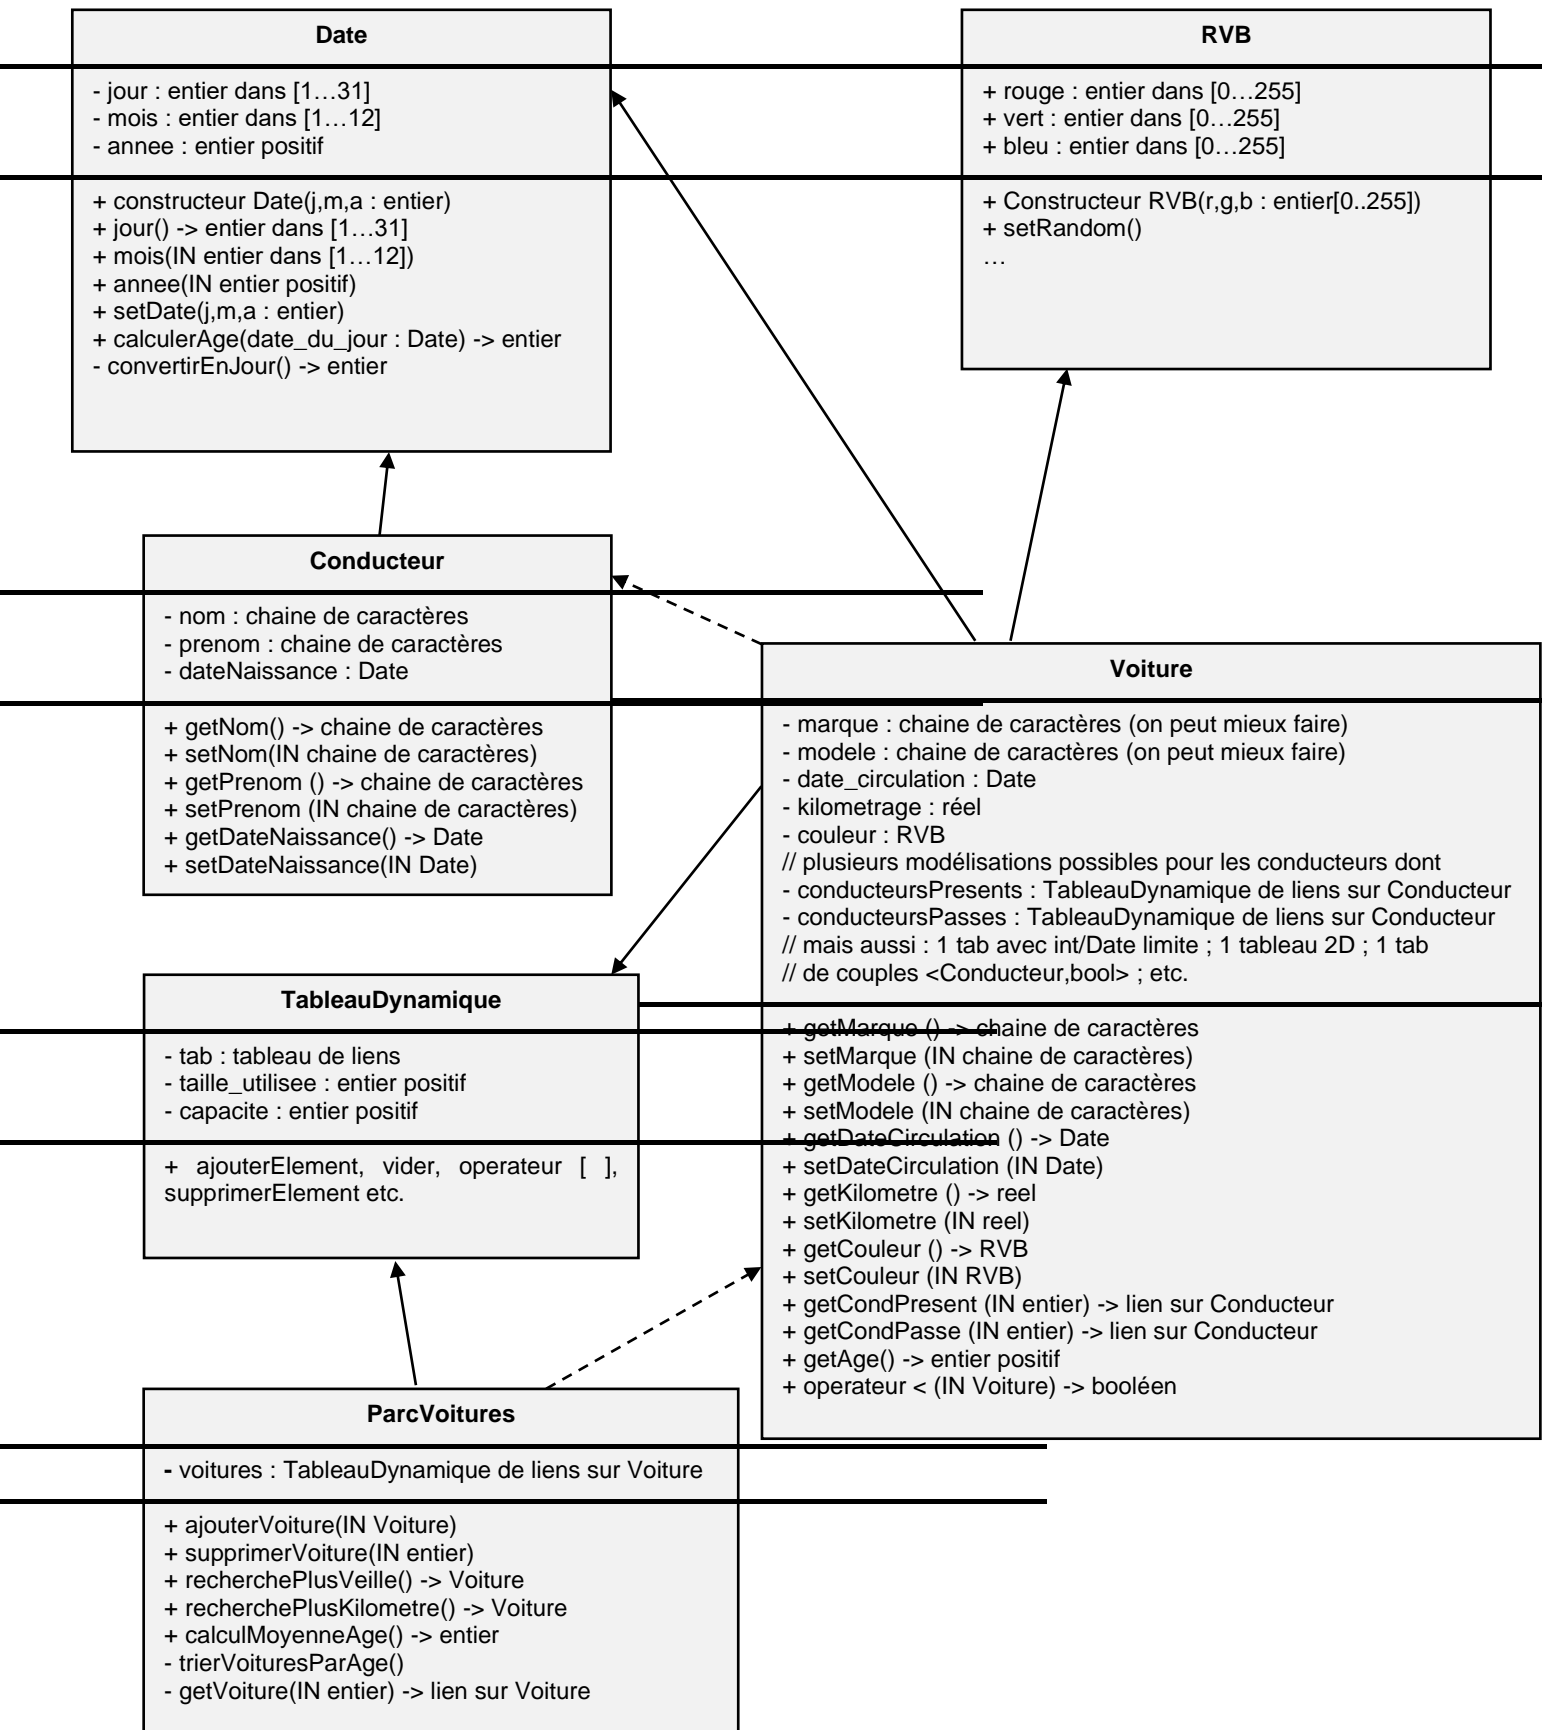 Date
- jour : entier dans [1…31]
- mois : entier dans [1…12]
- annee : entier positif
+ constructeur Date(j,m,a : entier)
+ jour() -> entier dans [1…31]
+ mois(IN entier dans [1…12])
+ annee(IN entier positif)
+ setDate(j,m,a : entier)
+ calculerAge(date_du_jour : Date) -> entier
- convertirEnJour() -> entier
RVB
+ rouge : entier dans [0…255]
+ vert : entier dans [0…255]
+ bleu : entier dans [0…255]
+ Constructeur RVB(r,g,b : entier[0..255])
+ setRandom()
…
Conducteur
- nom : chaine de caractères
- prenom : chaine de caractères
- dateNaissance : Date
+ getNom() -> chaine de caractères
+ setNom(IN chaine de caractères)
+ getPrenom () -> chaine de caractères
+ setPrenom (IN chaine de caractères)
+ getDateNaissance() -> Date
+ setDateNaissance(IN Date)
Voiture
- marque : chaine de caractères (on peut mieux faire)
- modele : chaine de caractères (on peut mieux faire)
- date_circulation : Date
- kilometrage : réel
- couleur : RVB
// plusieurs modélisations possibles pour les conducteurs dont
- conducteursPresents : TableauDynamique de liens sur Conducteur
- conducteursPasses : TableauDynamique de liens sur Conducteur
// mais aussi : 1 tab avec int/Date limite ; 1 tableau 2D ; 1 tab
// de couples <Conducteur,bool> ; etc.
+ getMarque () -> chaine de caractères
+ setMarque (IN chaine de caractères)
+ getModele () -> chaine de caractères
+ setModele (IN chaine de caractères)
+ getDateCirculation () -> Date
+ setDateCirculation (IN Date)
+ getKilometre () -> reel
+ setKilometre (IN reel)
+ getCouleur () -> RVB
+ setCouleur (IN RVB)
+ getCondPresent (IN entier) -> lien sur Conducteur
+ getCondPasse (IN entier) -> lien sur Conducteur
+ getAge() -> entier positif
+ operateur < (IN Voiture) -> booléen
TableauDynamique
- tab : tableau de liens
- taille_utilisee : entier positif
- capacite : entier positif
+ ajouterElement, vider, operateur [ ],
supprimerElement etc.
ParcVoitures
- voitures : TableauDynamique de liens sur Voiture
+ ajouterVoiture(IN Voiture)
+ supprimerVoiture(IN entier)
+ recherchePlusVeille() -> Voiture
+ recherchePlusKilometre() -> Voiture
+ calculMoyenneAge() -> entier
- trierVoituresParAge()
- getVoiture(IN entier) -> lien sur Voiture